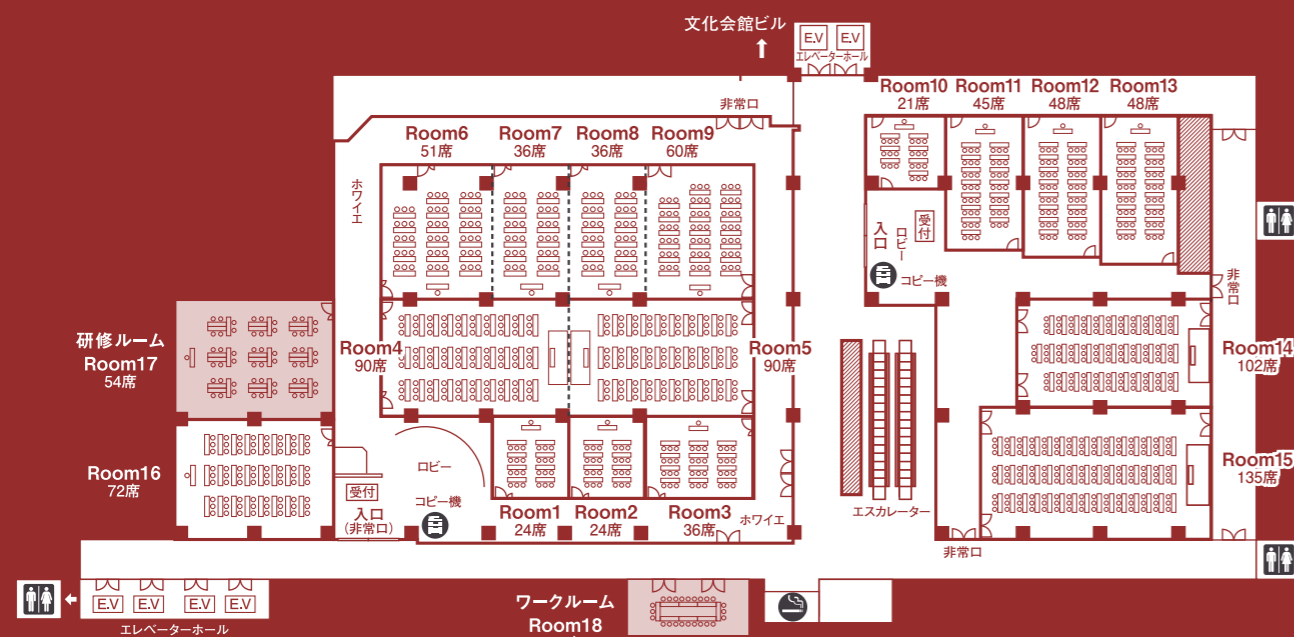 文化会館ビル
E.V
E.V
エレベーターホール
非常口
Room6
51席
Room7
36席
Room8
36席
Room9
60席
Room10
21席
Room11
45席
Room12
48席
Room13
48席
ホワイエ
入口
ロビー
受付
コピー機
非常口
研修ルーム
Room17
54席
Room4
90席
Room5
90席
Room14
102席
Room16
72席
ロビー
受付
入口
(非常口)
コピー機
Room1
24席
Room2
24席
Room3
36席
ホワイエ
エスカレーター
Room15
135席
非常口
E.V
E.V
E.V
E.V
エレベーターホール
ワークルーム
Room18